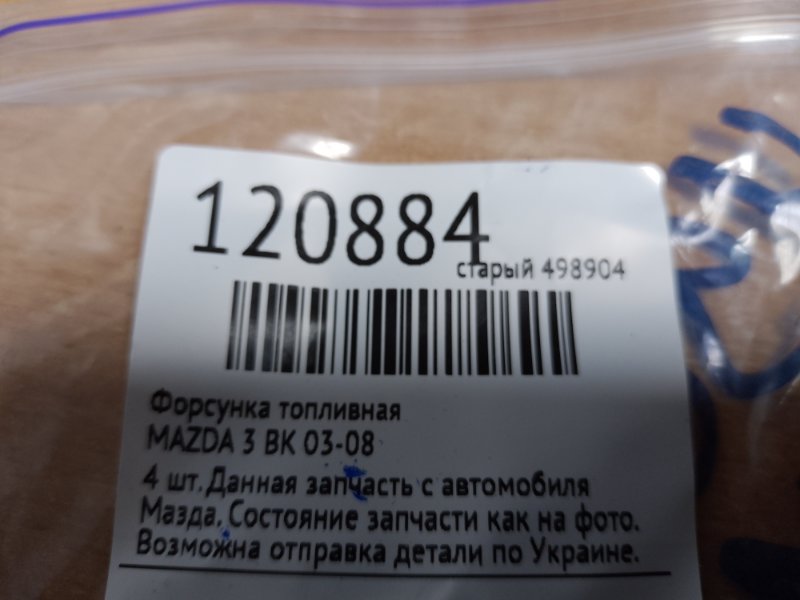 120884
старый 498904
Форсунка топливная
MAZDA 3 BK 03-08
4 шт. Данная запчасть с автомобиля
Мазда. Состояние запчасти как на фото.
Возможна отправка детали по Украине.